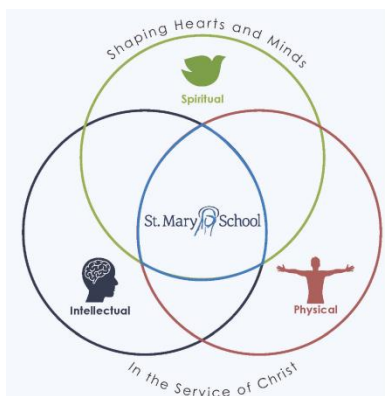 Shaping Hearts and Minds
Spiritual
St. Mary School
Intellectual
Physical
In the Service of Christ